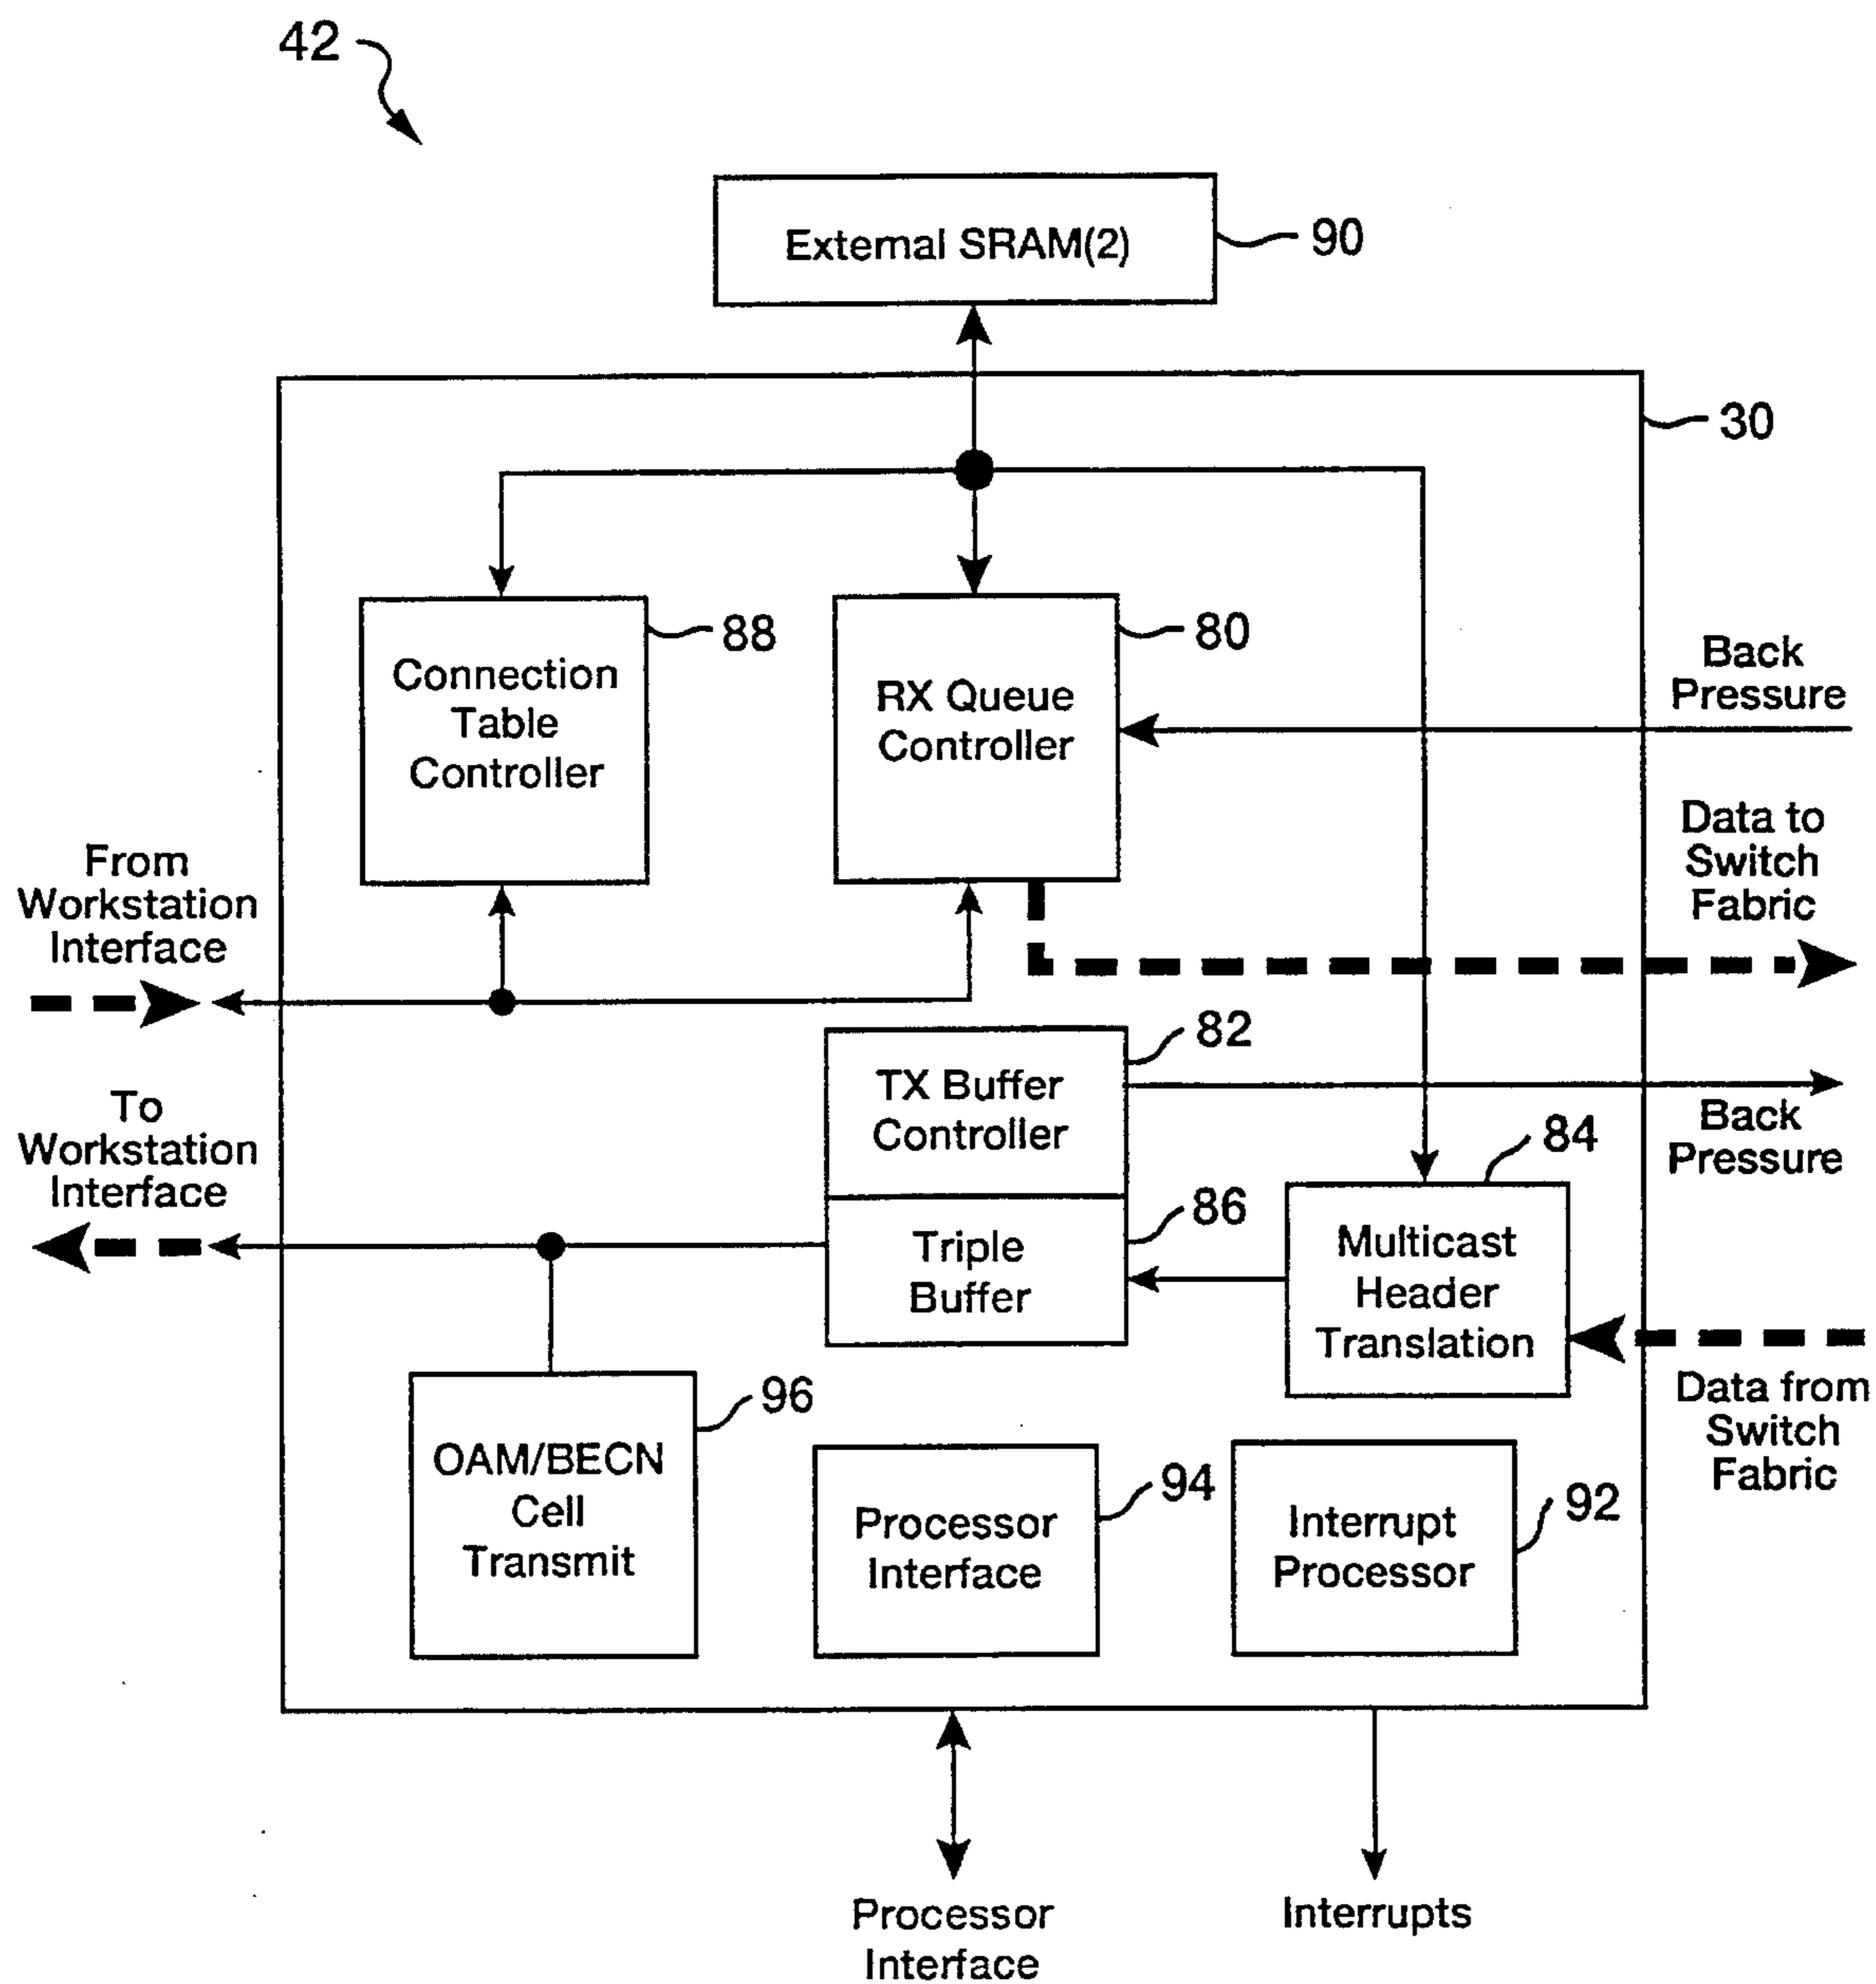 42
External SRAM(2)
90
30
Connection
Table
Controller
88
RX Queue
Controller
80
Back
Pressure
Data to
Switch
Fabric
From
Workstation
Interface
TX Buffer
Controller
82
Back
Pressure
To
Workstation
Interface
Triple
Buffer
86
84
Multicast
Header
Translation
Data from
Switch
Fabric
OAM/BECN
Cell
Transmit
96
Processor
Interface
94
Interrupt
Processor
92
Processor
Interface
Interrupts